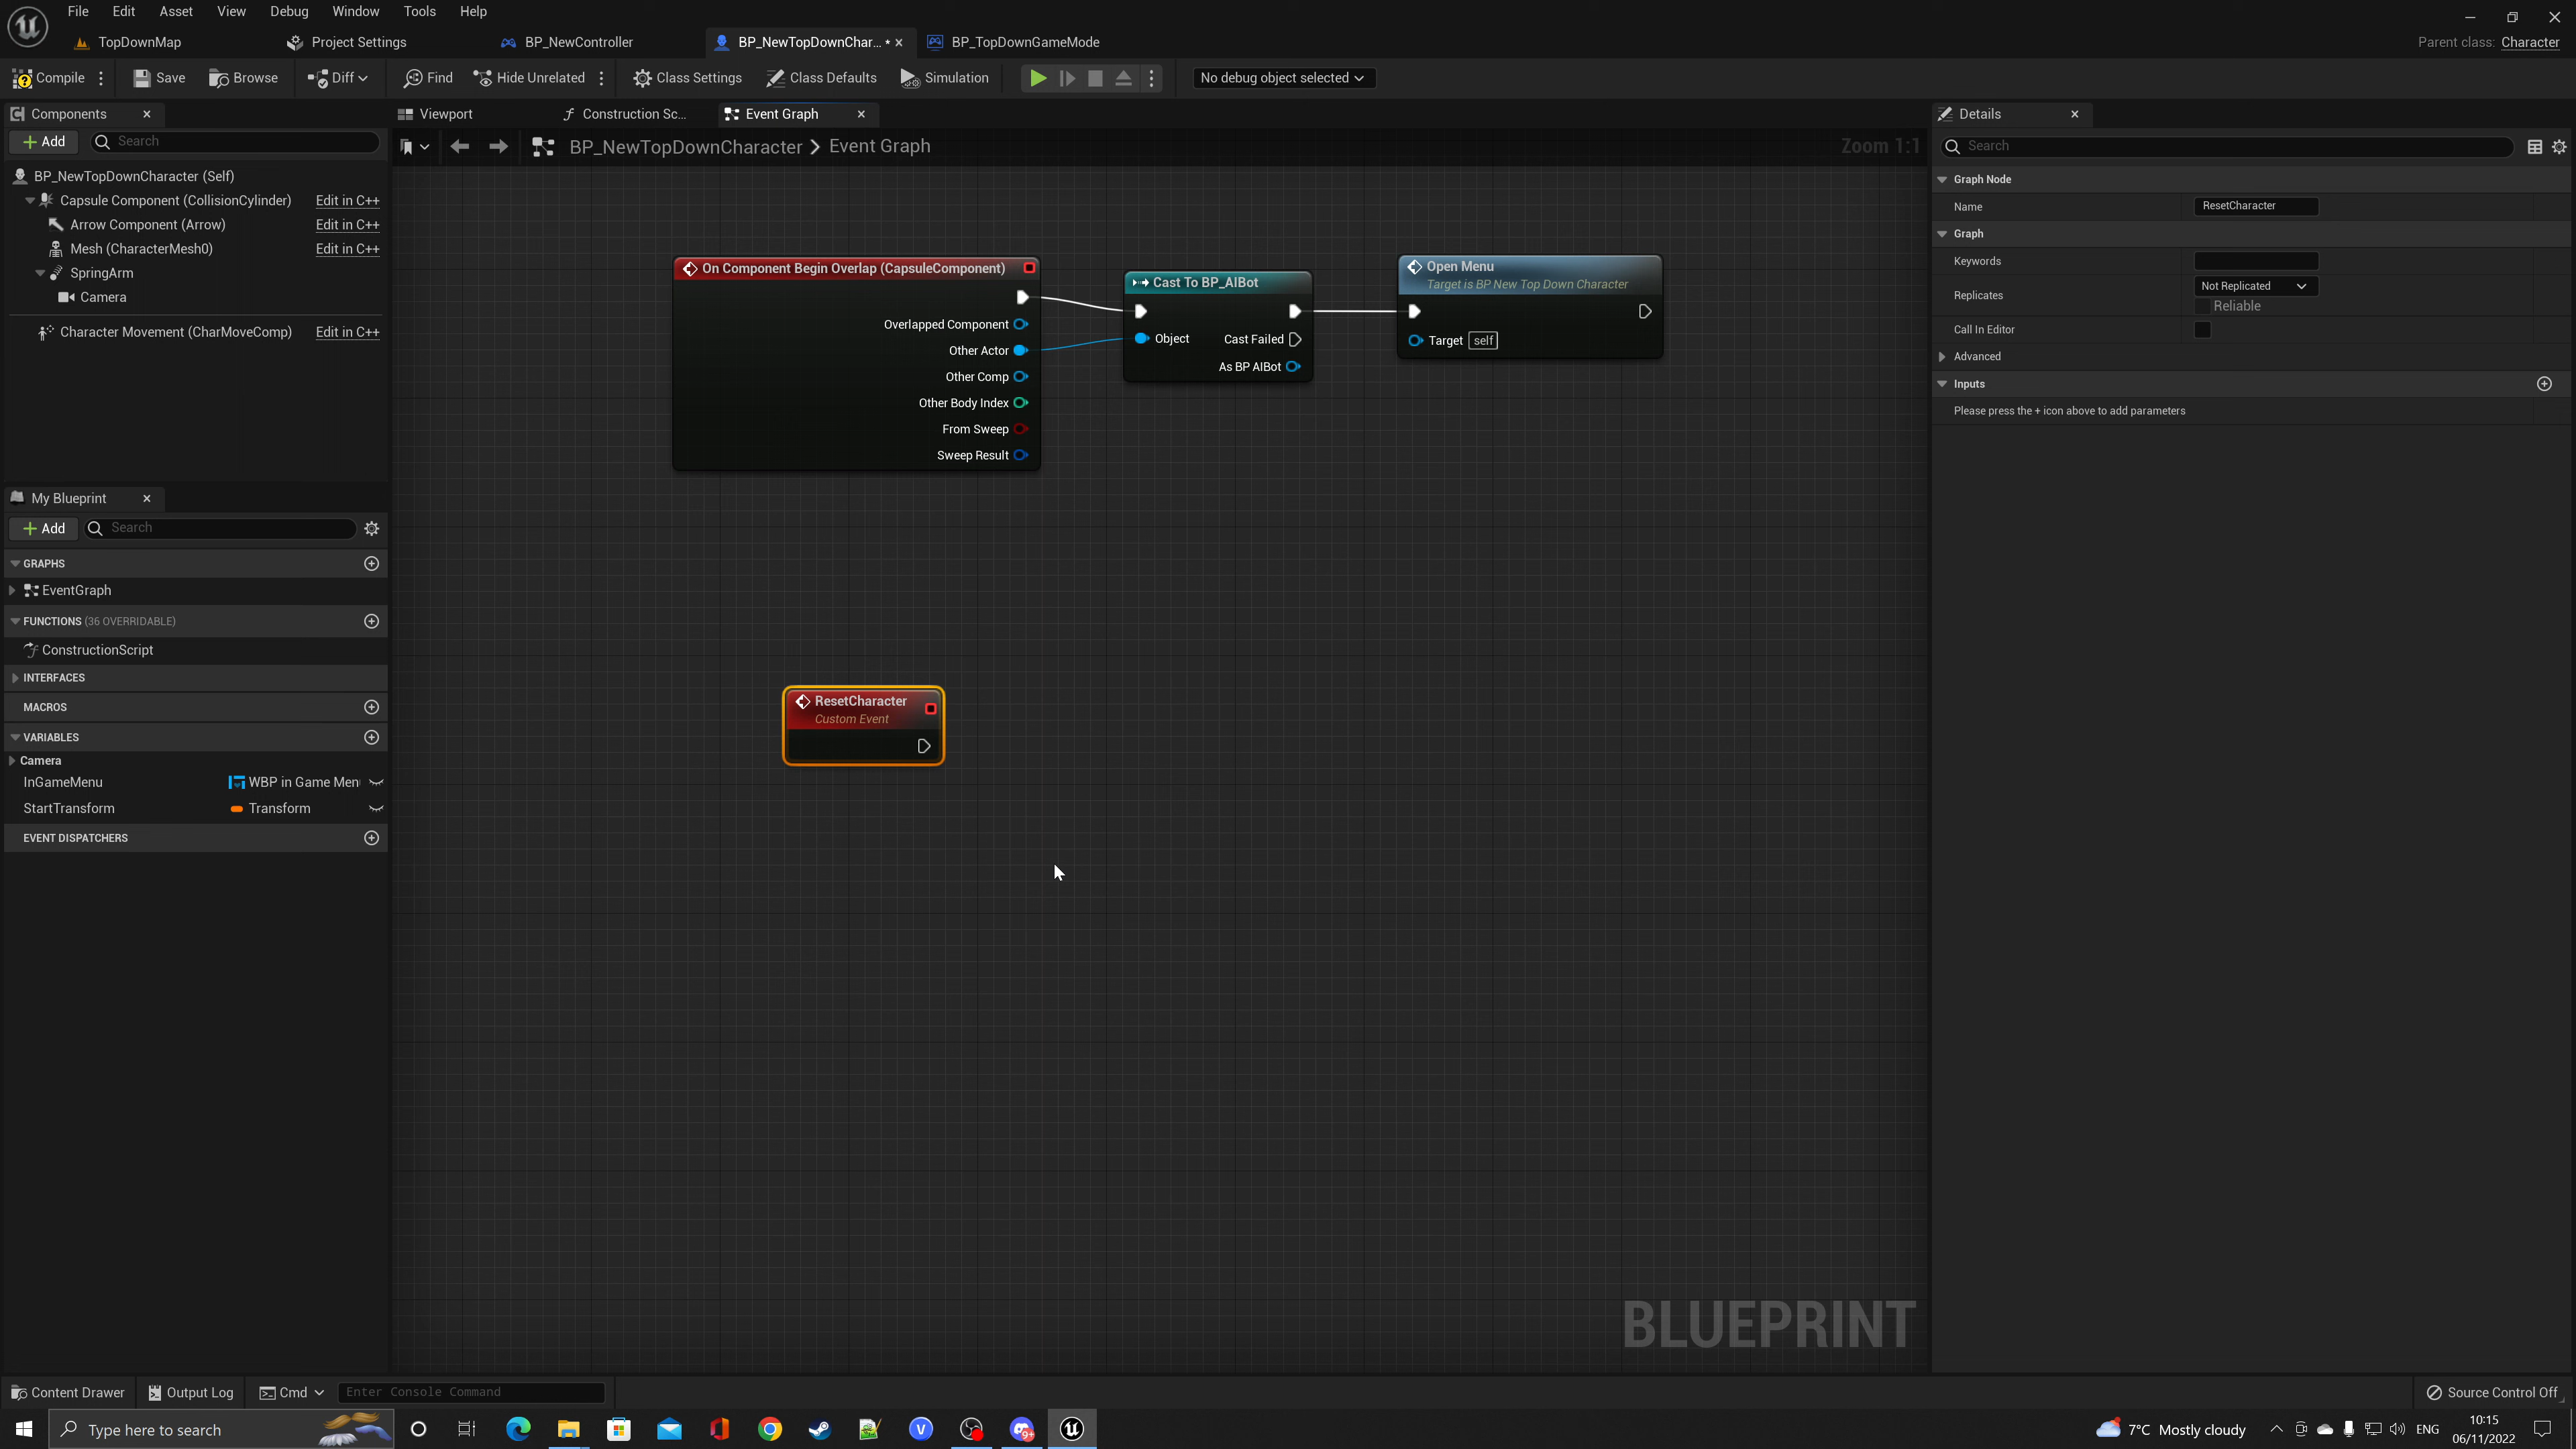 File Edit Asset View Debug Window Tools Help
TopDownMap Project Settings BP_NewController BP_NewTopDownChar... * BP_TopDownGameMode Parent class: Character
Compile Save Browse Diff Find Hide Unrelated Class Settings Class Defaults Simulation No debug object selected
Components
Add Search
BP_NewTopDownCharacter (Self)
Capsule Component (CollisionCylinder) Edit in C++
Arrow Component (Arrow) Edit in C++
Mesh (CharacterMesh0) Edit in C++
SpringArm
Camera
Character Movement (CharMoveComp) Edit in C++
My Blueprint
Add Search
GRAPHS
EventGraph
FUNCTIONS (36 OVERRIDABLE)
ConstructionScript
INTERFACES
MACROS
VARIABLES
Camera
InGameMenu WBP in Game Men
StartTransform Transform
EVENT DISPATCHERS
Viewport Construction Sc... Event Graph
BP_NewTopDownCharacter > Event Graph Zoom 1:1
On Component Begin Overlap (CapsuleComponent)
Overlapped Component
Other Actor
Other Comp
Other Body Index
From Sweep
Sweep Result
Cast To BP_AIBot
Object Cast Failed
As BP AIBot
Open Menu
Target is BP New Top Down Character
Target self
ResetCharacter
Custom Event
BLUEPRINT
Details
Search
Graph Node
Name ResetCharacter
Graph
Keywords
Replicates Not Replicated
Reliable
Call In Editor
Advanced
Inputs
Please press the + icon above to add parameters
Content Drawer Output Log Cmd Enter Console Command Source Control Off
Type here to search 9+ 7°C Mostly cloudy ENG 10:15
06/11/2022